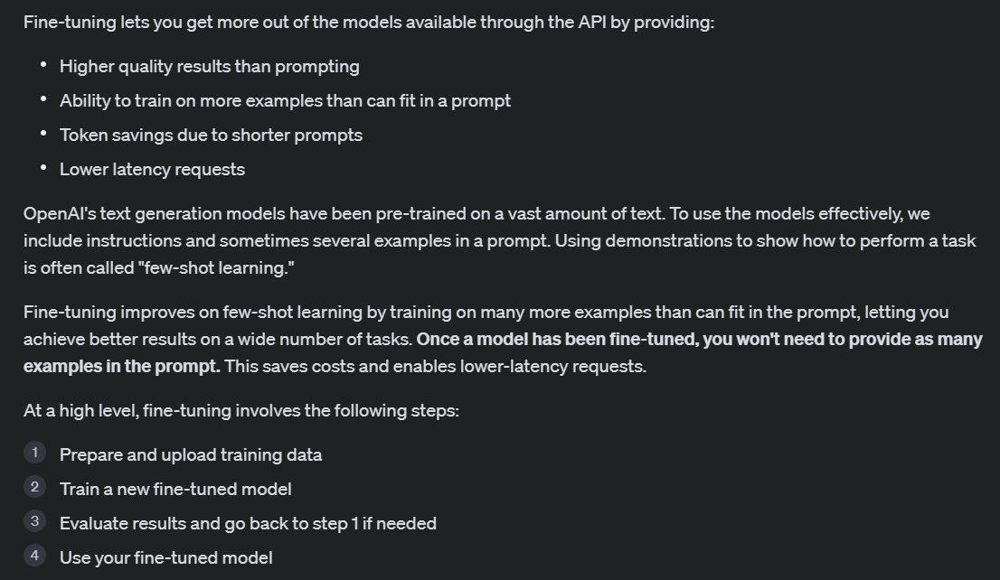 Fine-tuning lets you get more out of the models available through the API by providing:
• Higher quality results than prompting
• Ability to train on more examples than can fit in a prompt
• Token savings due to shorter prompts
• Lower latency requests
OpenAI's text generation models have been pre-trained on a vast amount of text. To use the models effectively, we
include instructions and sometimes several examples in a prompt. Using demonstrations to show how to perform a task
is often called "few-shot learning."
Fine-tuning improves on few-shot learning by training on many more examples than can fit in the prompt, letting you
achieve better results on a wide number of tasks. Once a model has been fine-tuned, you won't need to provide as many
examples in the prompt. This saves costs and enables lower-latency requests.
At a high level, fine-tuning involves the following steps:
1 Prepare and upload training data
2 Train a new fine-tuned model
3 Evaluate results and go back to step 1 if needed
4 Use your fine-tuned model